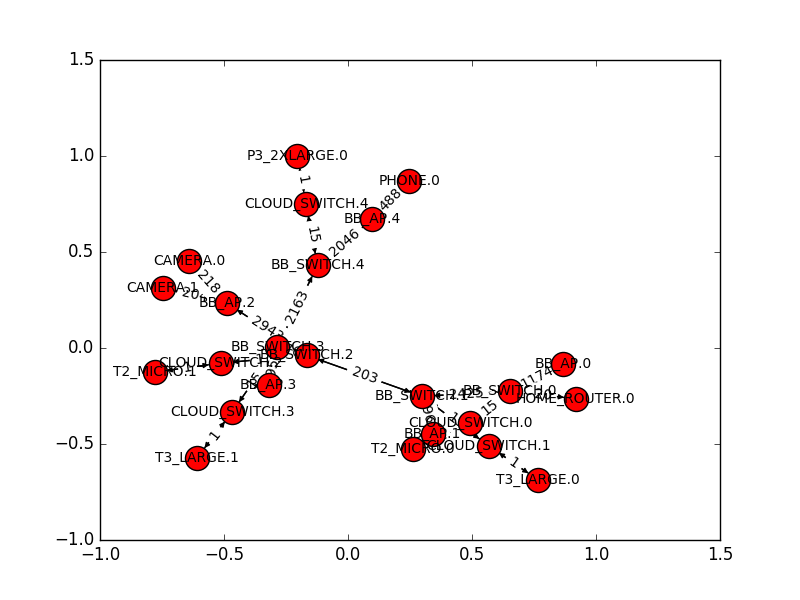 1.5
1.0
0.5
0.0
−0.5
−1.0
−1.0
−0.5
0.0
0.5
1.0
1.5
P3_2XLARGE.0
1
PHONE.0
488
CLOUD_SWITCH.4
BB_AP.4
15
2046
BB_SWITCH.4
CAMERA.0
218
CAMERA.1
BB_AP.2
2163
BB_SWITCH.3
BB_SWITCH.2
CLOUD_SWITCH.2
T2_MICRO.1
BB_AP.3
203
CLOUD_SWITCH.3
1
T3_LARGE.1
BB_AP.0
BB_SWITCH.0
HOME_ROUTER.0
BB_SWITCH.1
15
CLOUD_SWITCH.0
BB_AP.1
CLOUD_SWITCH.1
T2_MICRO.0
1
T3_LARGE.0